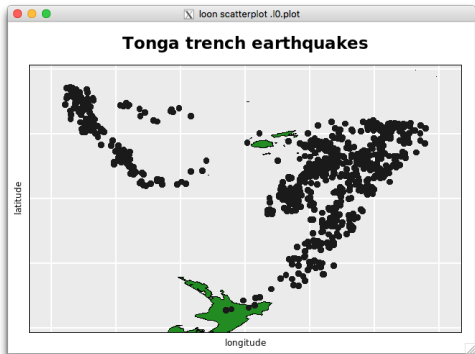 loon scatterplot .l0.plot
Tonga trench earthquakes
latitude
longitude